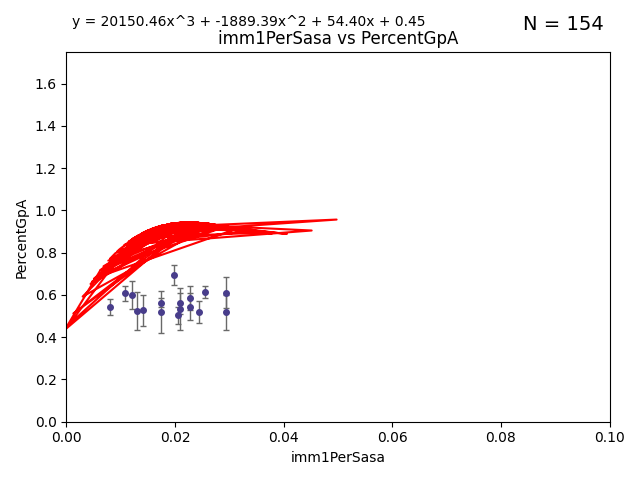 y = 20150.46x^3 + -1889.39x^2 + 54.40x + 0.45
N = 154
imm1PerSasa vs PercentGpA
PercentGpA
1.6
1.4
1.2
1.0
0.8
0.6
0.4
0.2
0.0
0.00 0.02 0.04 0.06 0.08 0.10
imm1PerSasa